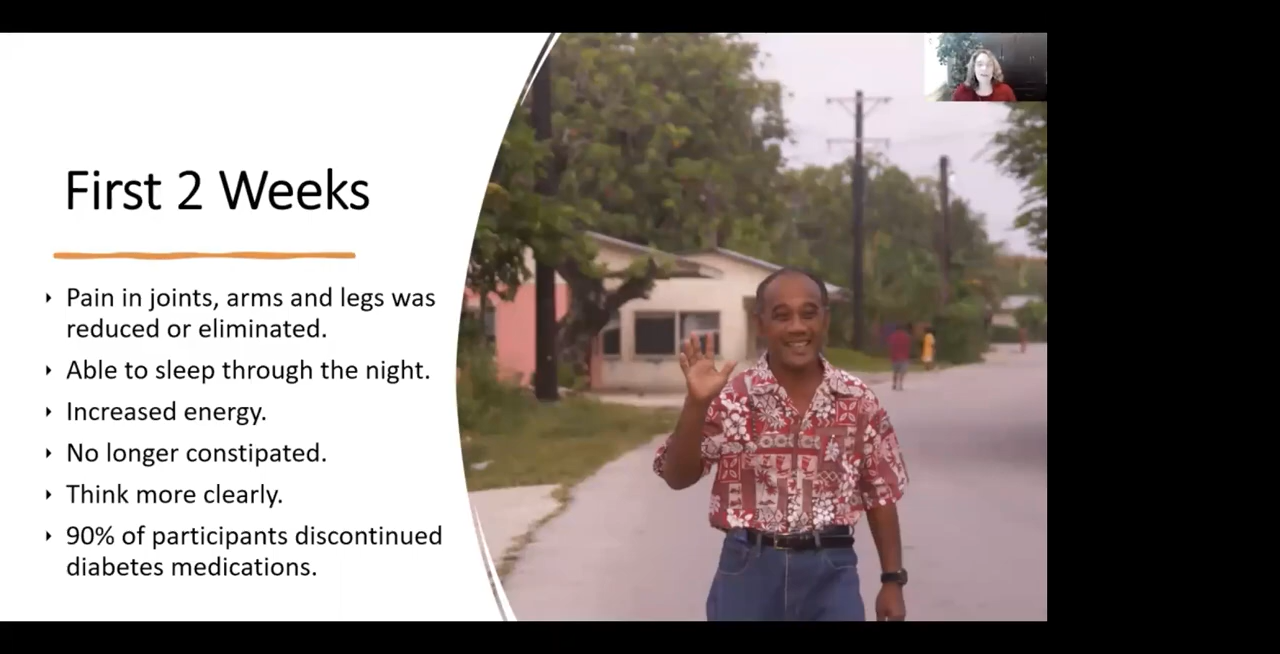 First 2 Weeks
Pain in joints, arms and legs was
reduced or eliminated.
Able to sleep through the night.
Increased energy.
No longer constipated.
Think more clearly.
90% of participants discontinued
diabetes medications.